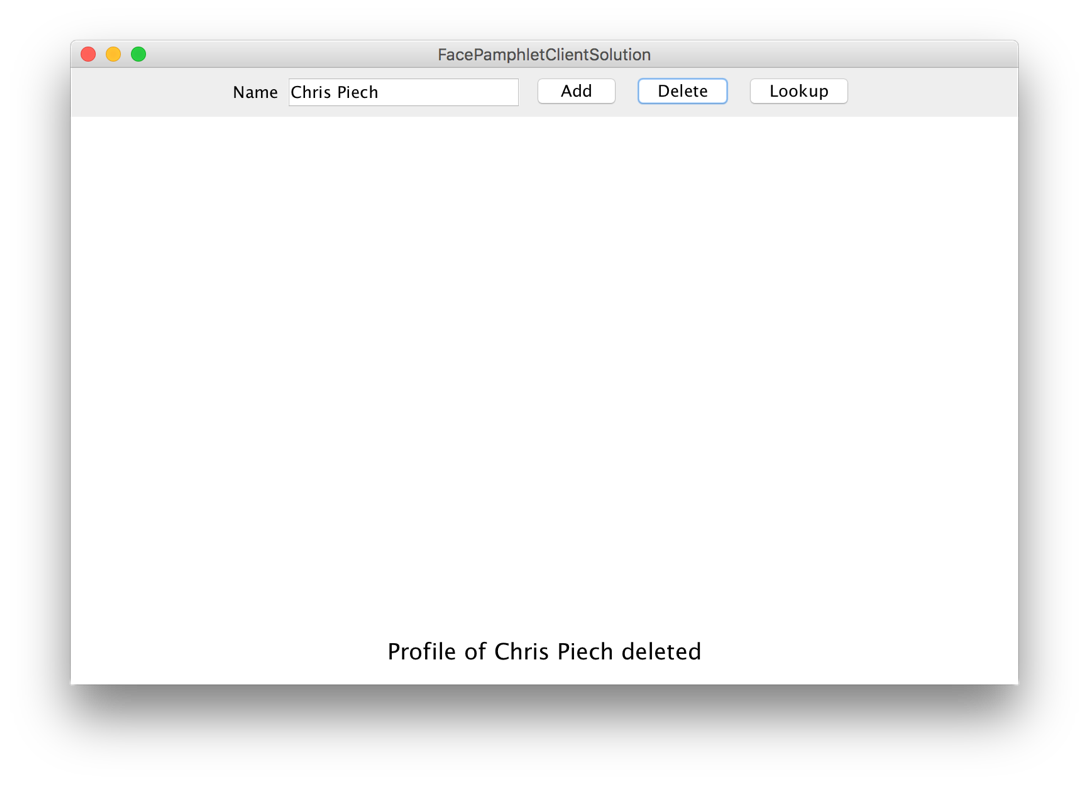 FacePamphletClientSolution
Name Chris Piech Add Delete Lookup
Profile of Chris Piech deleted